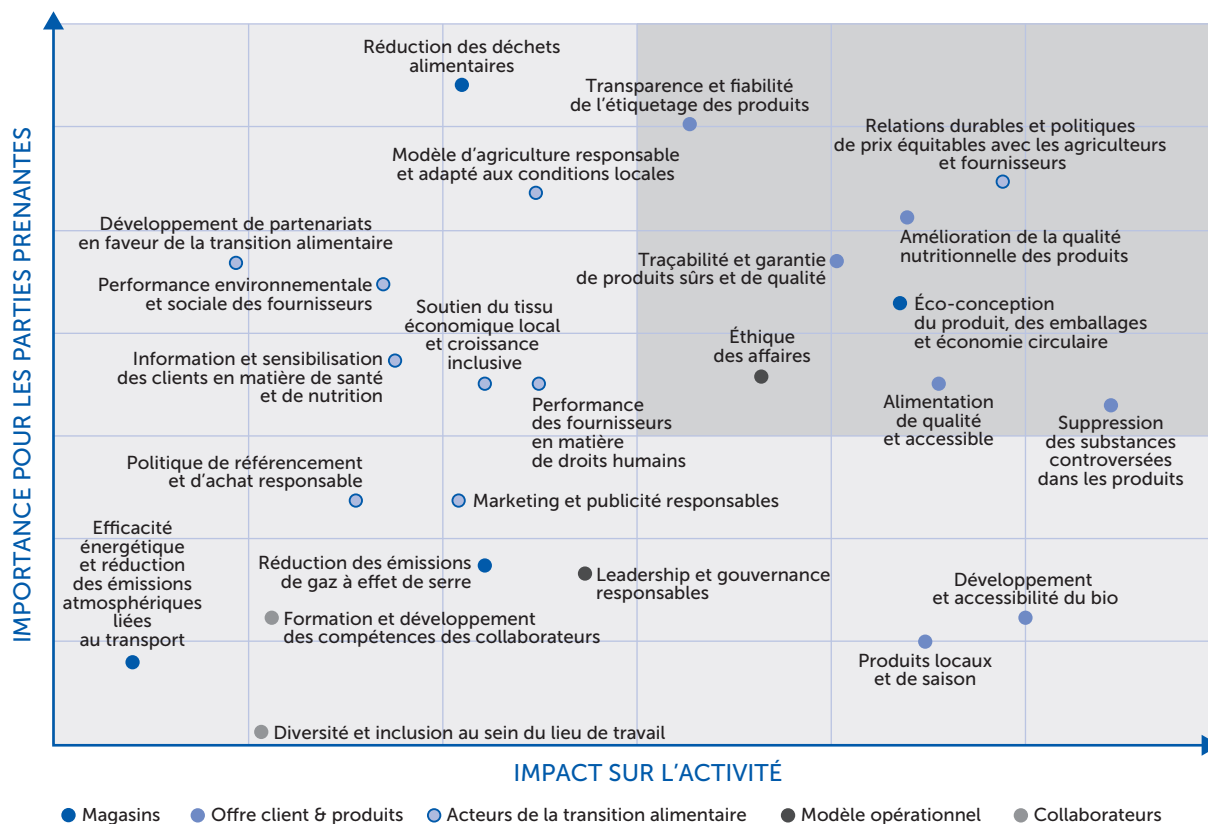 IMPORTANCE POUR LES PARTIES PRENANTES
Réduction des déchets
alimentaires
Transparence et fiabilité
de l'étiquetage des produits
Relations durables et politiques
de prix équitables avec les agriculteurs
et fournisseurs
Modèle d'agriculture responsable
et adapté aux conditions locales
Développement de partenariats
en faveur de la transition alimentaire
Amélioration de la qualité
nutritionnelle des produits
Traçabilité et garantie
de produits sûrs et de qualité
Performance environnementale
et sociale des fournisseurs
Soutien du tissu
économique local
et croissance
inclusive
Éco-conception
du produit, des emballages
et économie circulaire
Éthique
des affaires
Information et sensibilisation
des clients en matière de santé
et de nutrition
Performance
des fournisseurs
en matière
de droits humains
Alimentation
de qualité
et accessible
Suppression
des substances
controversées
dans les produits
Politique de référencement
et d'achat responsable
Marketing et publicité responsables
Efficacité
énergétique
et réduction
des émissions
atmosphériques
liées
au transport
Réduction des émissions
de gaz à effet de serre
Leadership et gouvernance
responsables
Développement
et accessibilité du bio
Formation et développement
des compétences des collaborateurs
Produits locaux
et de saison
Diversité et inclusion au sein du lieu de travail
IMPACT SUR L'ACTIVITÉ
Magasins
Offre client & produits
Acteurs de la transition alimentaire
Modèle opérationnel
Collaborateurs